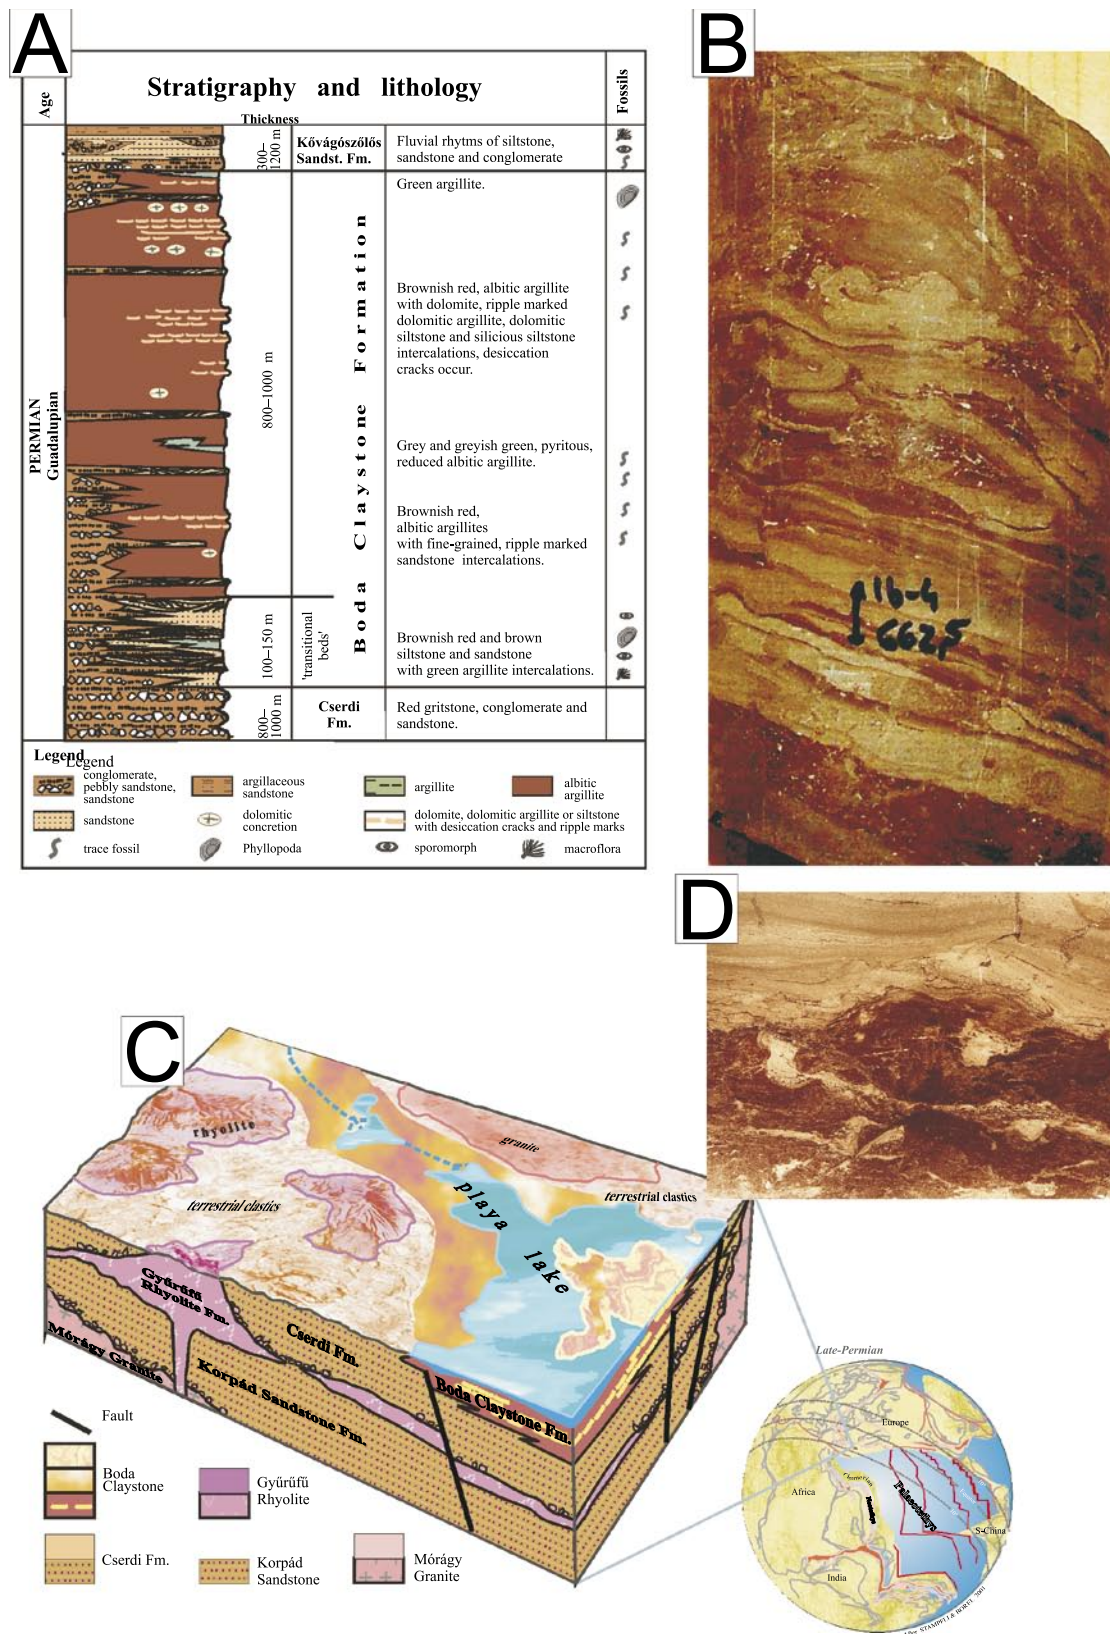 A
Stratigraphy and lithology
Age
Thickness
Fossils
PERMIAN
Guadalupian
300–
1200 m
Kővágószőlős
Sandst. Fm.
Fluvial rhytms of siltstone,
sandstone and conglomerate
800–1000 m
Boda Claystone Formation
Green argillite.
Brownish red, albitic argillite
with dolomite, ripple marked
dolomitic argillite, dolomitic
siltstone and silicious siltstone
intercalations, desiccation
cracks occur.
Grey and greyish green, pyritous,
reduced albitic argillite.
Brownish red,
albitic argillites
with fine-grained, ripple marked
sandstone intercalations.
100–150 m
'transitional
beds'
Brownish red and brown
siltstone and sandstone
with green argillite intercalations.
800–
1000 m
Cserdi
Fm.
Red gritstone, conglomerate and
sandstone.
Legend
Legend
conglomerate,
pebbly sandstone,
sandstone
argillaceous
sandstone
argillite
albitic
argillite
sandstone
dolomitic
concretion
dolomite, dolomitic argillite or siltstone
with desiccation cracks and ripple marks
trace fossil
Phyllopoda
sporomorph
macroflora
B
16-4
D
C
rhyolite
granite
terrestrial clastics
terrestrial clastics
playa lake
Gyűrűfű
Rhyolite Fm.
Mórágy Granite
Cserdi Fm.
Korpád Sandstone Fm.
Boda Claystone Fm.
Fault
Boda
Claystone
Gyűrűfű
Rhyolite
Cserdi Fm.
Korpád
Sandstone
Mórágy
Granite
Late-Permian
Europe
Africa
India
S-China
STAMPFLI & BOREL 2001